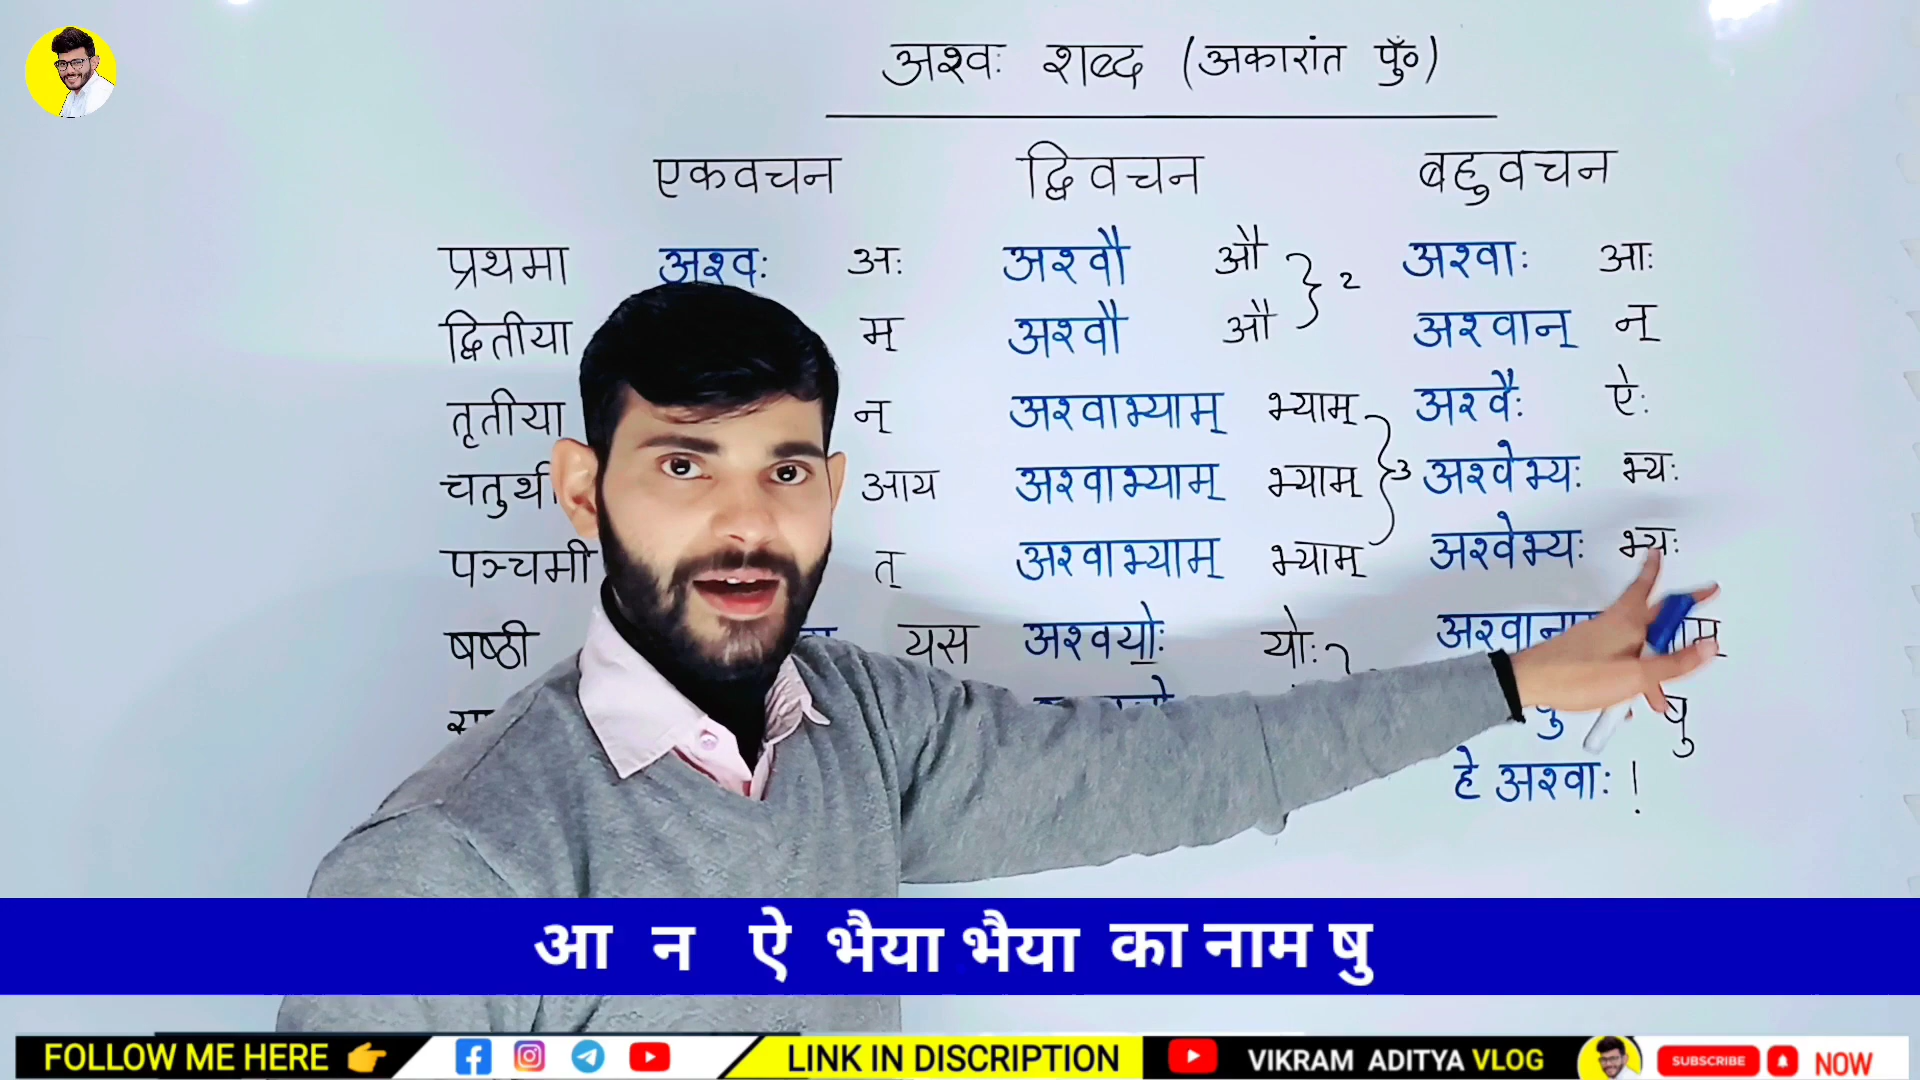 अश्वः शब्द (अकारांत पुँ०)
एकवचन द्विवचन बहुवचन
प्रथमा अश्वः अः अश्वौ औ } 2 अश्वाः आः
द्वितीया म् अश्वौ औ अश्वान् न्
तृतीया न् अश्वाभ्याम् भ्याम् अश्वैः ऐः
चतुर्थी आय अश्वाभ्याम् भ्याम् } 3 अश्वेभ्यः भ्यः
पञ्चमी त् अश्वाभ्याम् भ्याम् अश्वेभ्यः भ्यः
षष्ठी यस अश्वयोः योः
षु
हे अश्वाः !
आ न ऐ भैया भैया का नाम षु
FOLLOW ME HERE LINK IN DISCRIPTION VIKRAM ADITYA VLOG SUBSCRIBE NOW